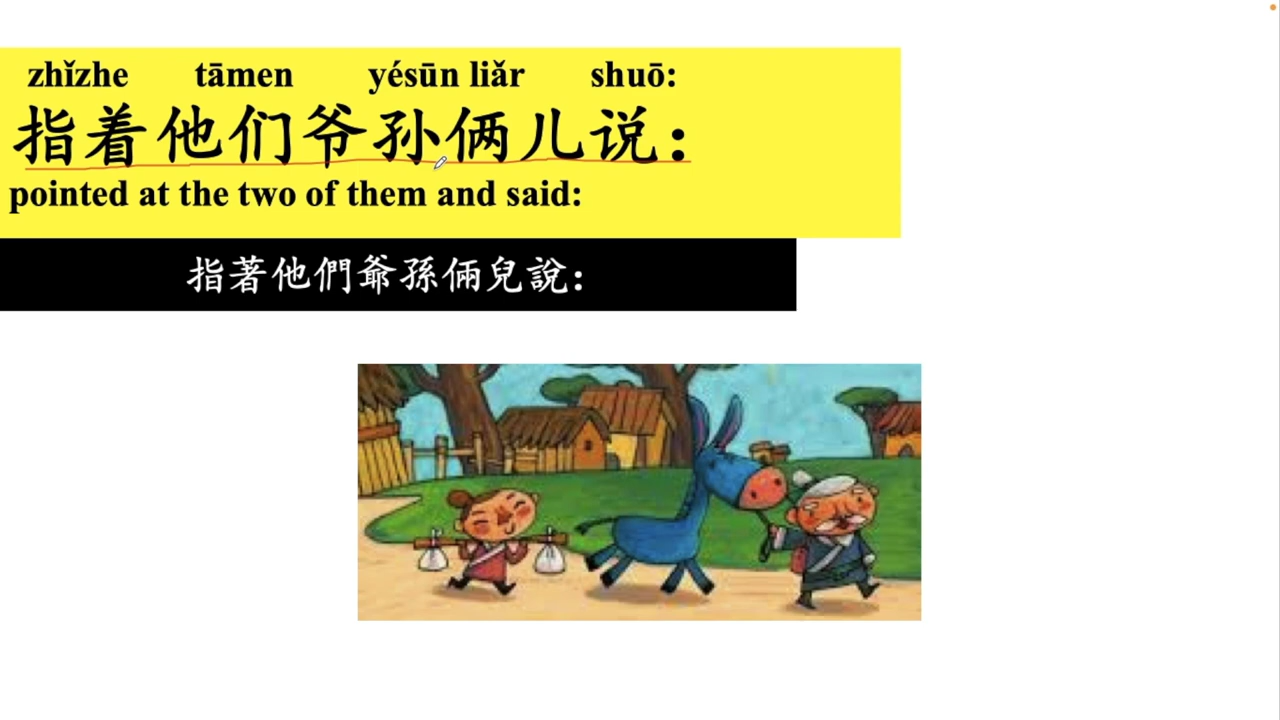 zhǐzhe tāmen yésūn liǎr shuō:
指着他们爷孙俩儿说：
pointed at the two of them and said:
指著他們爺孫倆兒說：